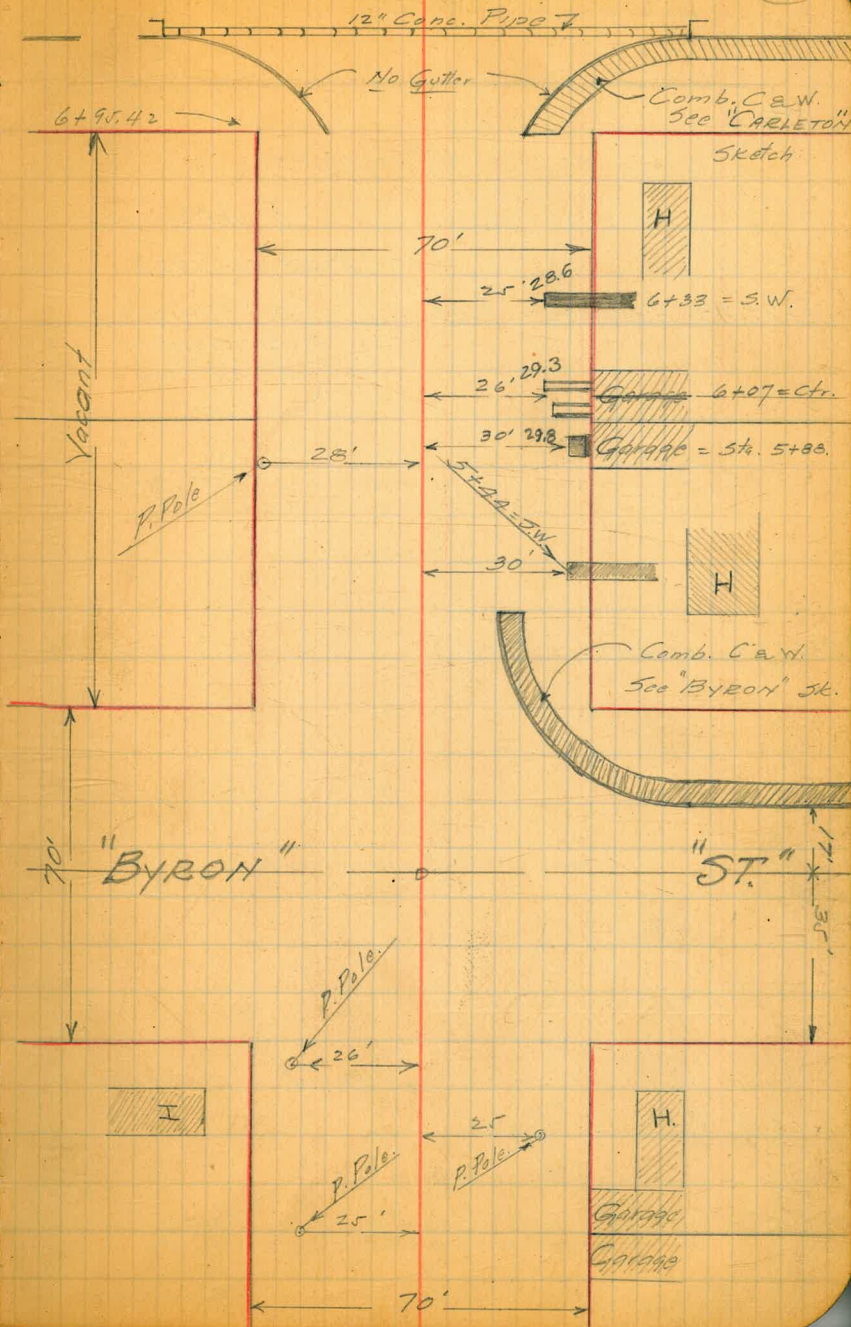 12" Conc. Pipe
No Gutter
Comb. C & W.
See "CARLETON"
Sketch
6+95.42
H
70'
25' 28.6
6+33 = S.W.
29.3
26'
Garage 6+07 = Ctr.
Vacant
30' 29.8
Garage = Sta. 5+88.
28'
P. Pole
5+44 = S.W.
30'
H
Comb. C & W.
See "BYRON" Sk.
17'
70'
"BYRON"
"ST."
35'
P. Pole.
26'
H
25
H.
P. Pole.
P. Pole.
25'
Garage
Garage
70'